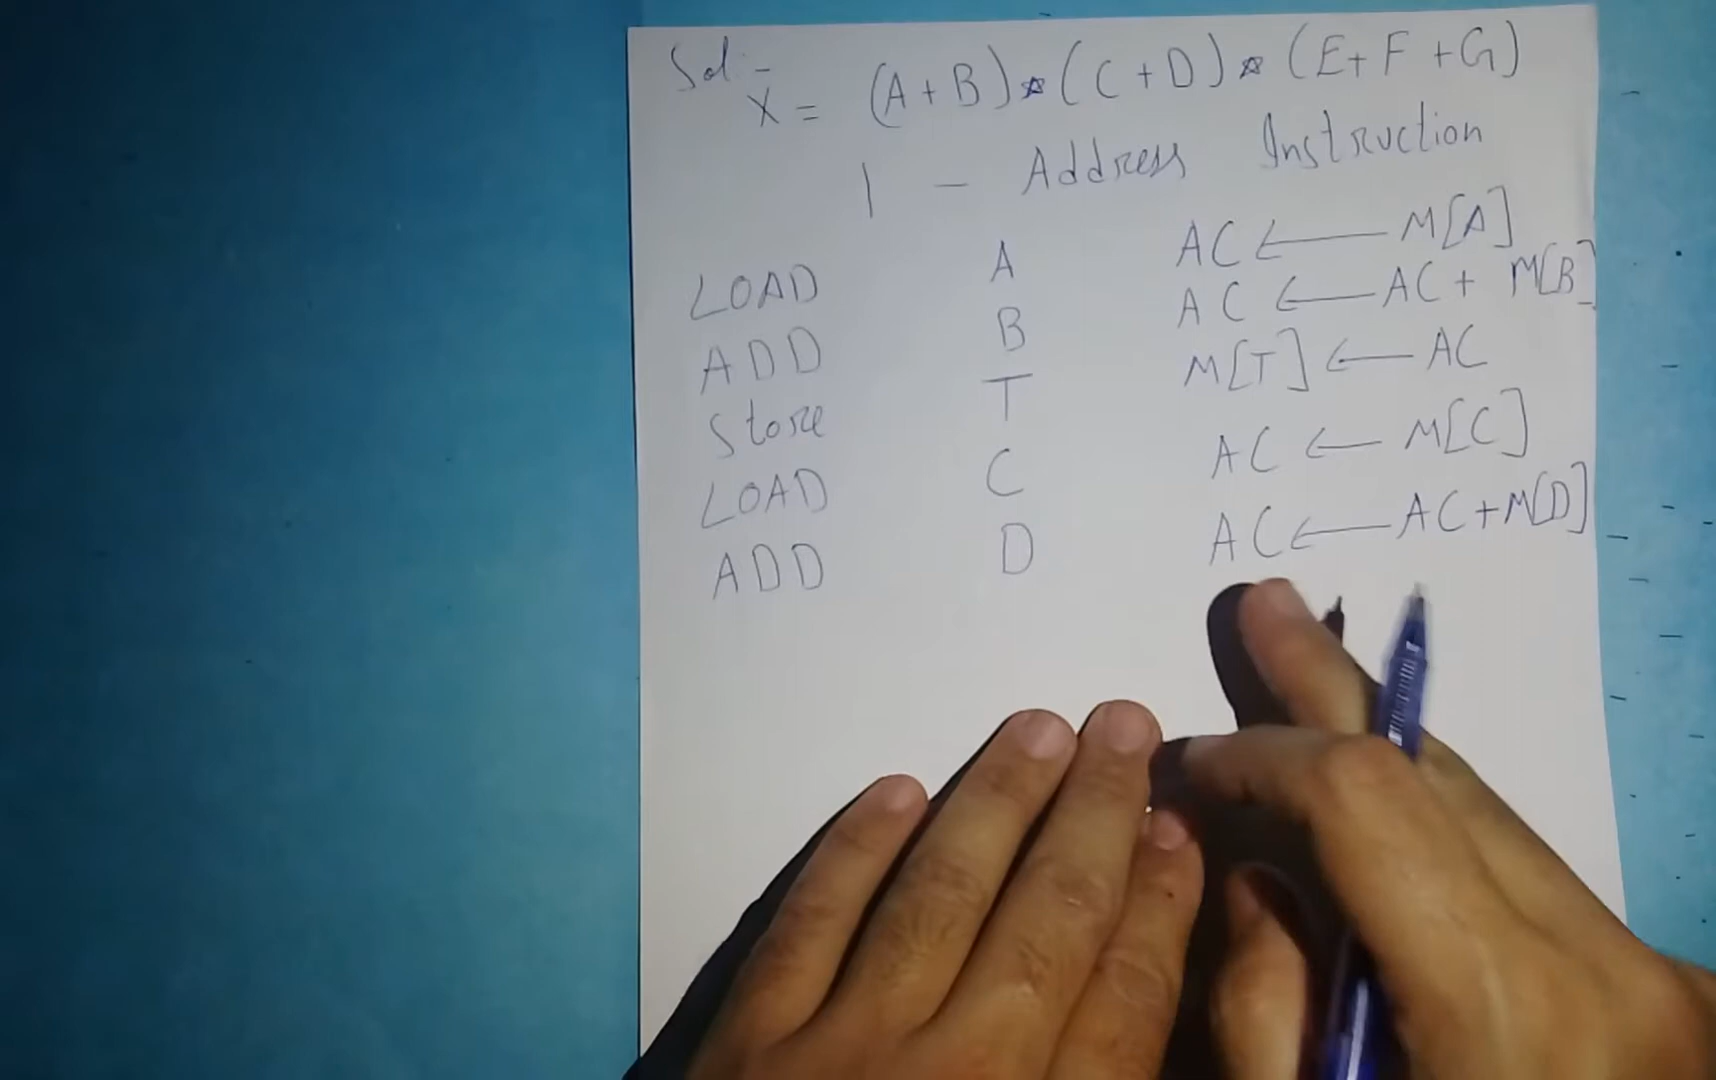 Sol:-
X = (A+B)*(C+D)*(E+F+G)
1 - Address Instruction
LOAD A AC ← M[A]
ADD B AC ← AC + M[B]
Store T M[T] ← AC
LOAD C AC ← M[C]
ADD D AC ← AC+M[D]